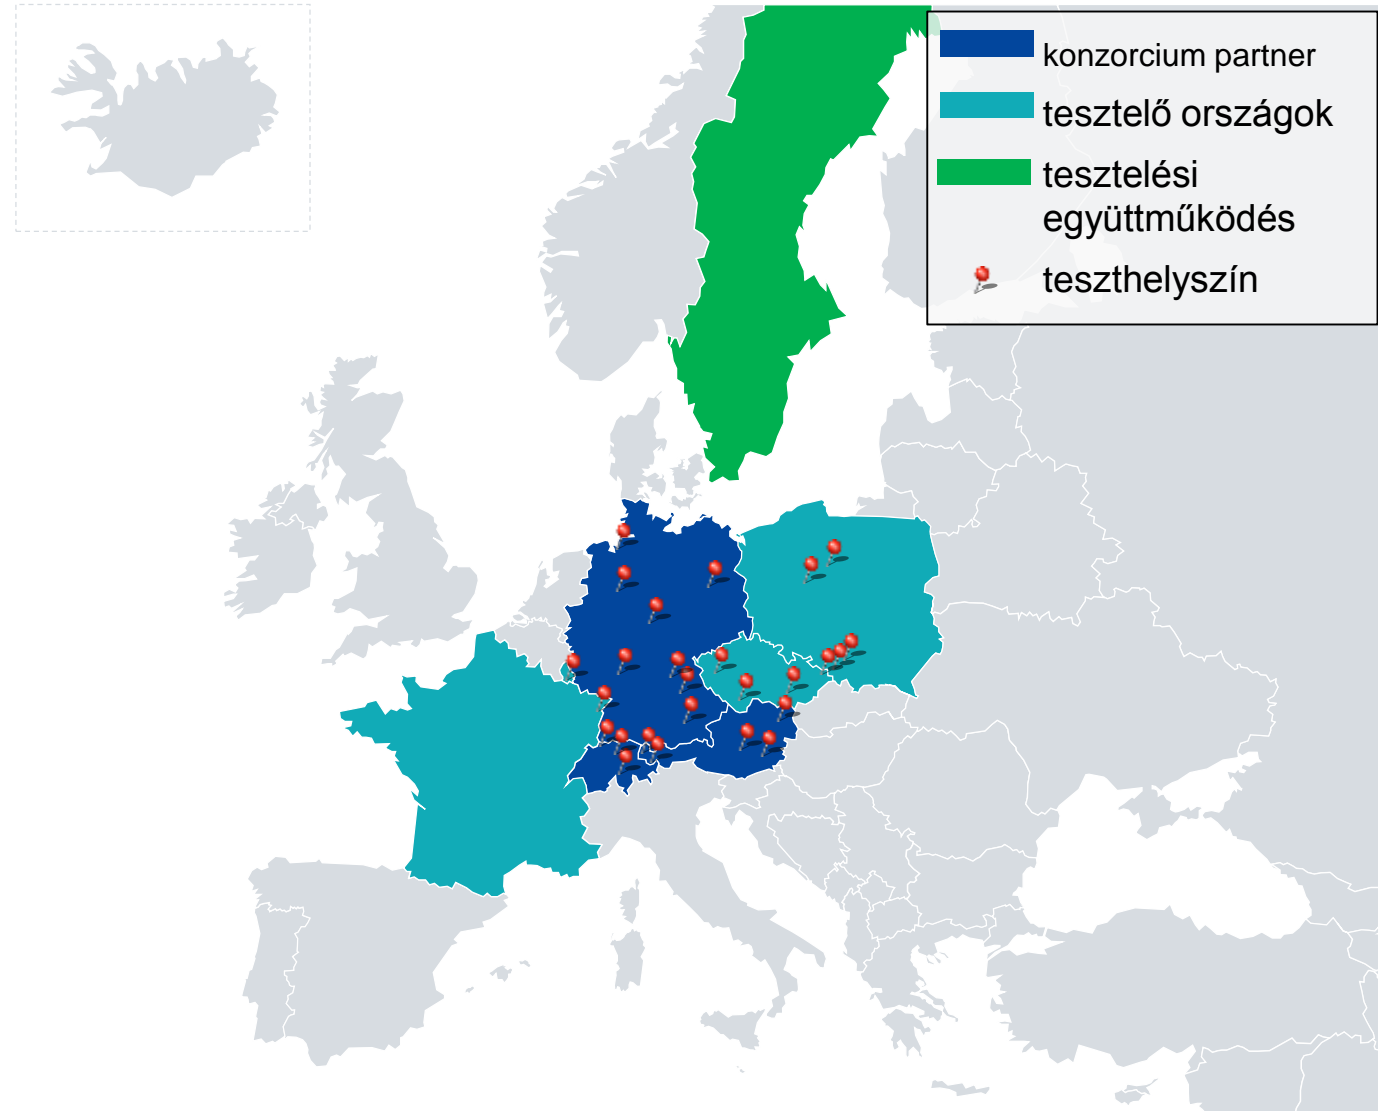 konzorcium partner
tesztelő országok
tesztelési
együttműködés
teszthelyszín